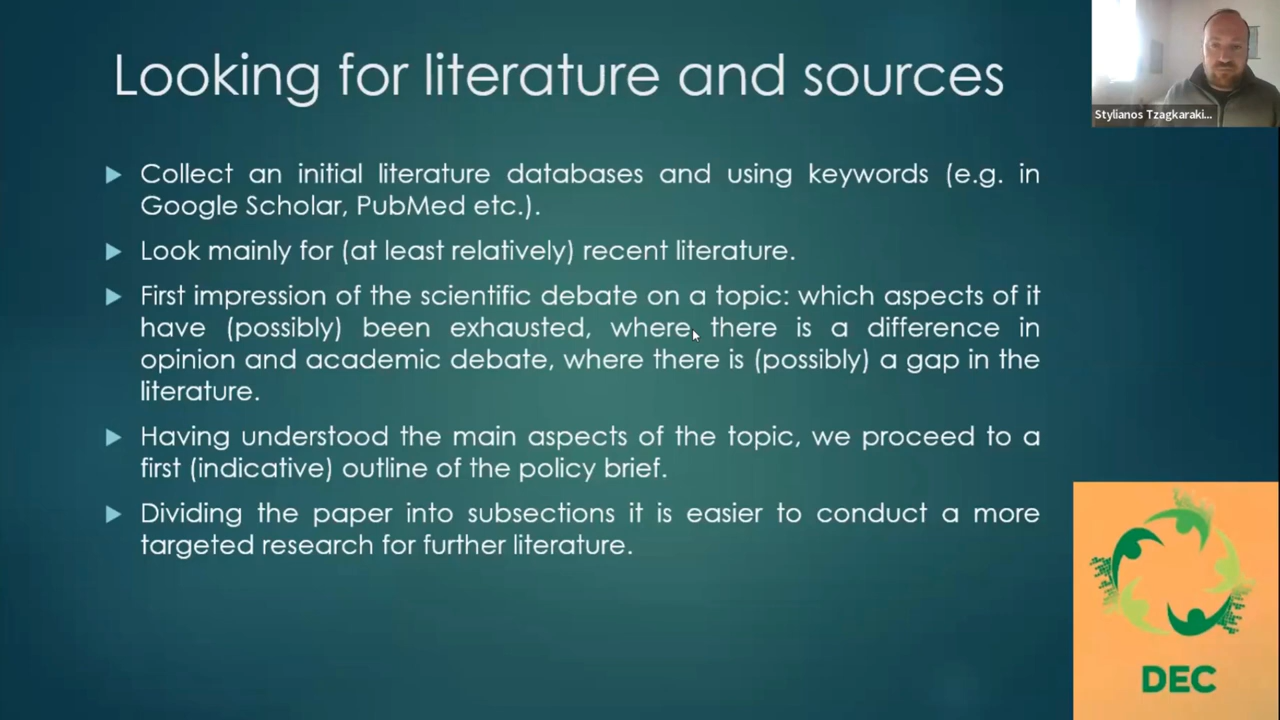 Looking for literature and sources
Stylianos Tzagkaraki...
Collect an initial literature databases and using keywords (e.g. in
Google Scholar, PubMed etc.).
Look mainly for (at least relatively) recent literature.
First impression of the scientific debate on a topic: which aspects of it
have (possibly) been exhausted, where there is a difference in
opinion and academic debate, where there is (possibly) a gap in the
literature.
Having understood the main aspects of the topic, we proceed to a
first (indicative) outline of the policy brief.
Dividing the paper into subsections it is easier to conduct a more
targeted research for further literature.
DEC